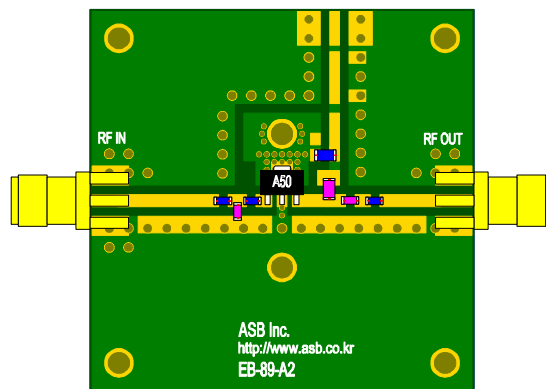 RF IN
RF OUT
A50
ASB Inc.
http://www.asb.co.kr
EB-89-A2